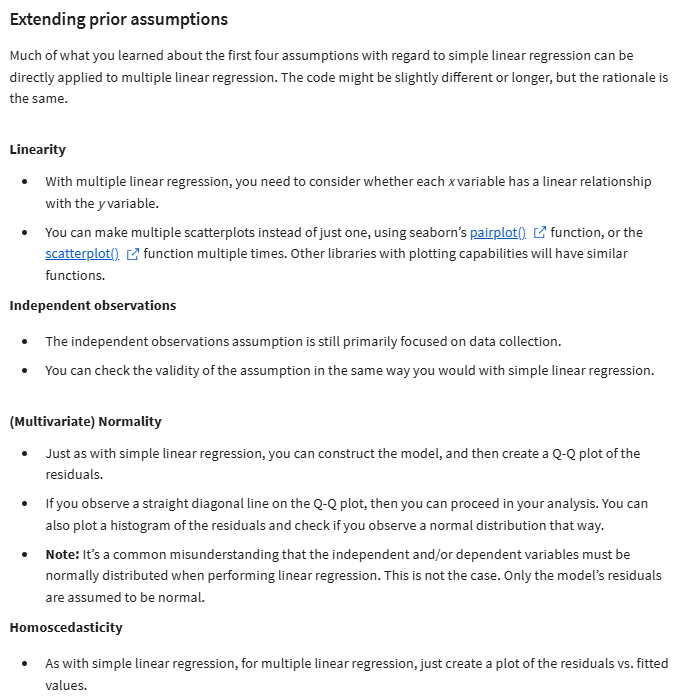 Extending prior assumptions
Much of what you learned about the first four assumptions with regard to simple linear regression can be
directly applied to multiple linear regression. The code might be slightly different or longer, but the rationale is
the same.
Linearity
• With multiple linear regression, you need to consider whether each x variable has a linear relationship
with the y variable.
• You can make multiple scatterplots instead of just one, using seaborn’s pairplot() function, or the
scatterplot() function multiple times. Other libraries with plotting capabilities will have similar
functions.
Independent observations
• The independent observations assumption is still primarily focused on data collection.
• You can check the validity of the assumption in the same way you would with simple linear regression.
(Multivariate) Normality
• Just as with simple linear regression, you can construct the model, and then create a Q-Q plot of the
residuals.
• If you observe a straight diagonal line on the Q-Q plot, then you can proceed in your analysis. You can
also plot a histogram of the residuals and check if you observe a normal distribution that way.
• Note: It’s a common misunderstanding that the independent and/or dependent variables must be
normally distributed when performing linear regression. This is not the case. Only the model’s residuals
are assumed to be normal.
Homoscedasticity
• As with simple linear regression, for multiple linear regression, just create a plot of the residuals vs. fitted
values.